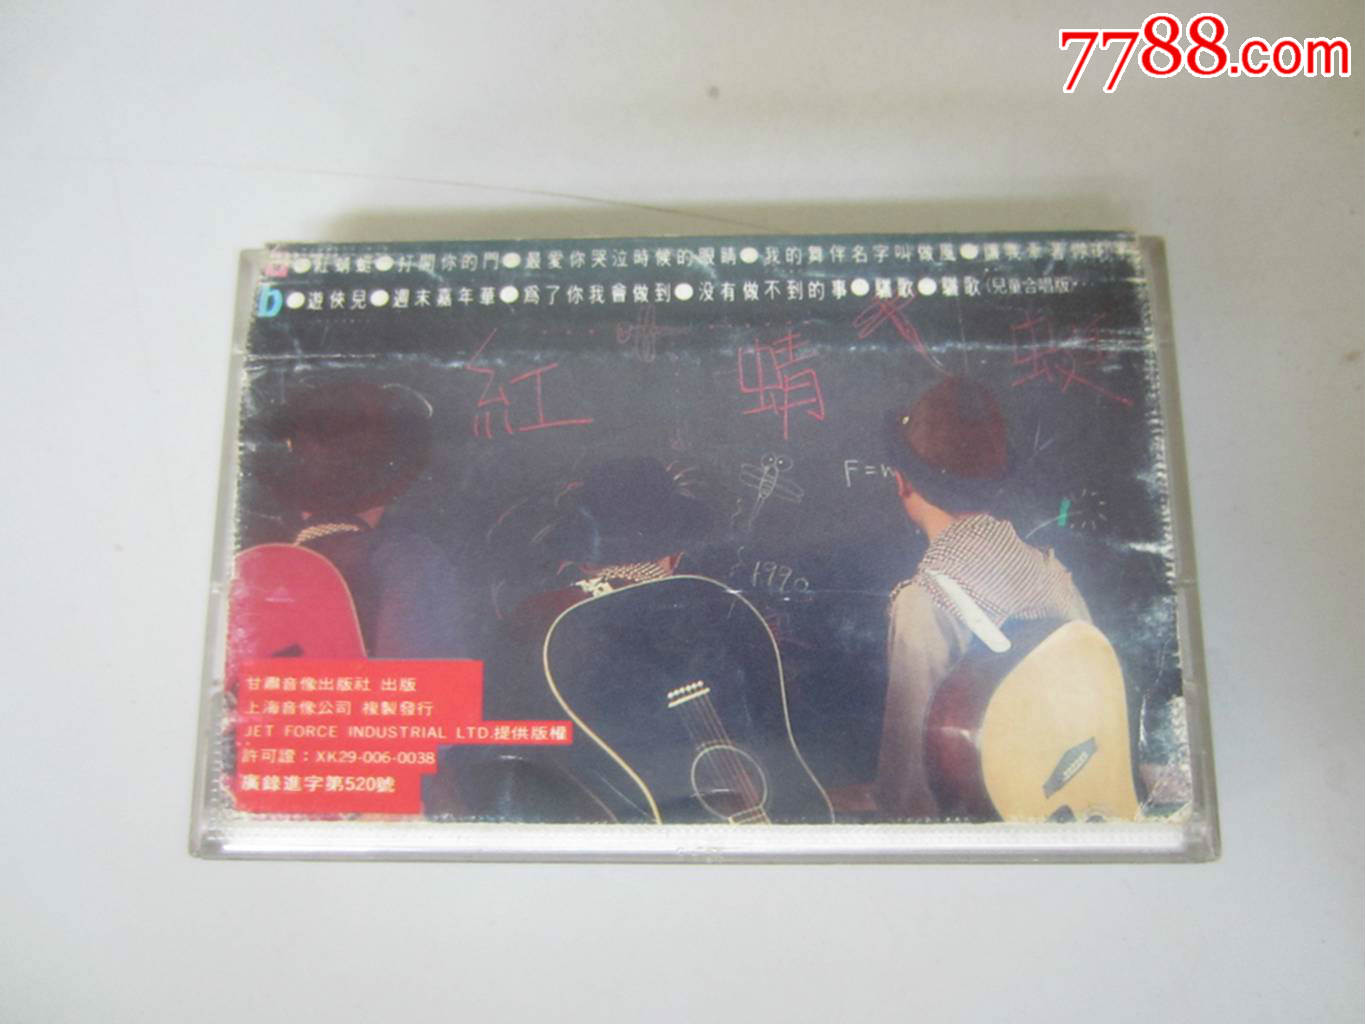 7788.com
●紅蜻蜓●打開你的門●最愛你哭泣時候的眼睛●我的舞伴名字叫做風●讓我牽著你
b●遊俠兒●週末嘉年華●爲了你我會做到●没有做不到的事●驪歌●驪歌(兒童合唱版)
紅蜻蜓
F=
1990
夏
甘肅音像出版社 出版
上海音像公司 複製發行
JET FORCE INDUSTRIAL LTD.提供版權
許可證：XK29-006-0038
廣錄進字第520號